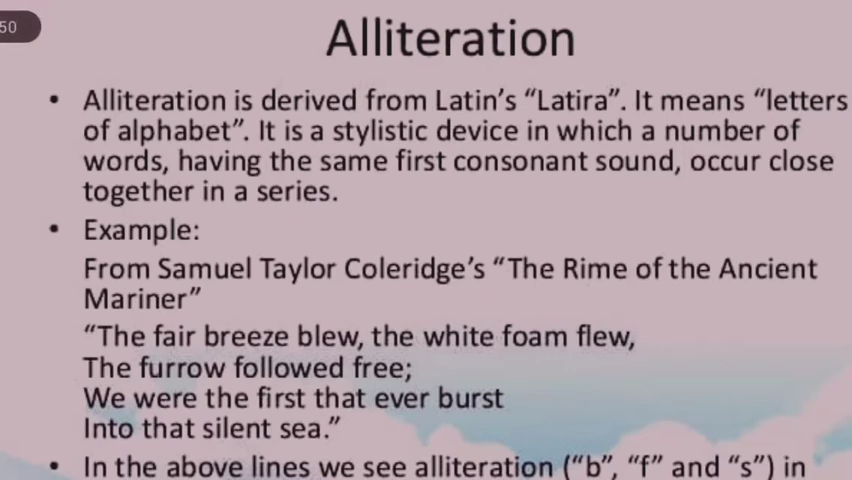 50
Alliteration
• Alliteration is derived from Latin’s “Latira”. It means “letters
of alphabet”. It is a stylistic device in which a number of
words, having the same first consonant sound, occur close
together in a series.
• Example:
From Samuel Taylor Coleridge’s “The Rime of the Ancient
Mariner”
“The fair breeze blew, the white foam flew,
The furrow followed free;
We were the first that ever burst
Into that silent sea.”
• In the above lines we see alliteration (“b”, “f” and “s”) in